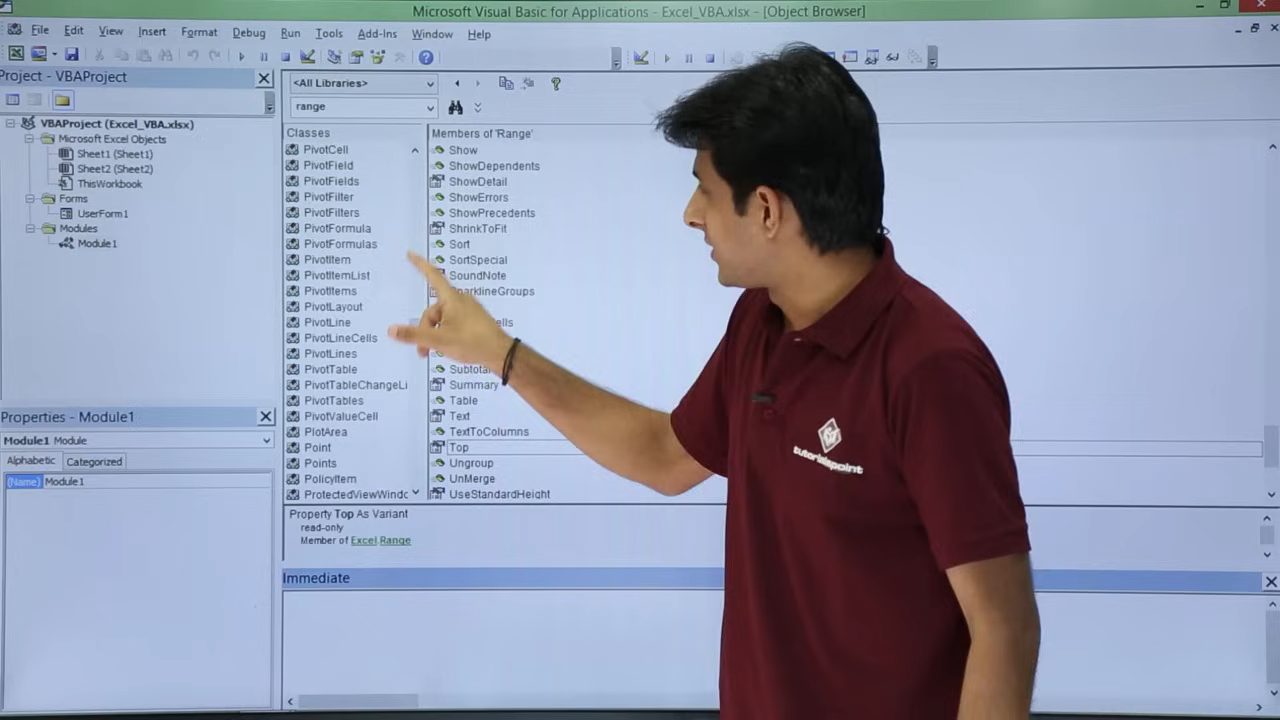 Microsoft Visual Basic for Applications - Excel_VBA.xlsx - [Object Browser]
File Edit View Insert Format Debug Run Tools Add-Ins Window Help
Project - VBAProject
VBAProject (Excel_VBA.xlsx)
Microsoft Excel Objects
Sheet1 (Sheet1)
Sheet2 (Sheet2)
ThisWorkbook
Forms
UserForm1
Modules
Module1
Properties - Module1
Module1 Module
Alphabetic Categorized
(Name) Module1
<All Libraries>
range
Classes
PivotCell
PivotField
PivotFields
PivotFilter
PivotFilters
PivotFormula
PivotFormulas
PivotItem
PivotItemList
PivotItems
PivotLayout
PivotLine
PivotLineCells
PivotLines
PivotTable
PivotTableChangeLi
PivotTables
PivotValueCell
PlotArea
Point
Points
PolicyItem
ProtectedViewWindo
Members of 'Range'
Show
ShowDependents
ShowDetail
ShowErrors
ShowPrecedents
ShrinkToFit
Sort
SortSpecial
SoundNote
SparklineGroups
Summary
Table
Text
TextToColumns
Top
Ungroup
UnMerge
UseStandardHeight
Property Top As Variant
read-only
Member of Excel.Range
Immediate
tutorialspoint